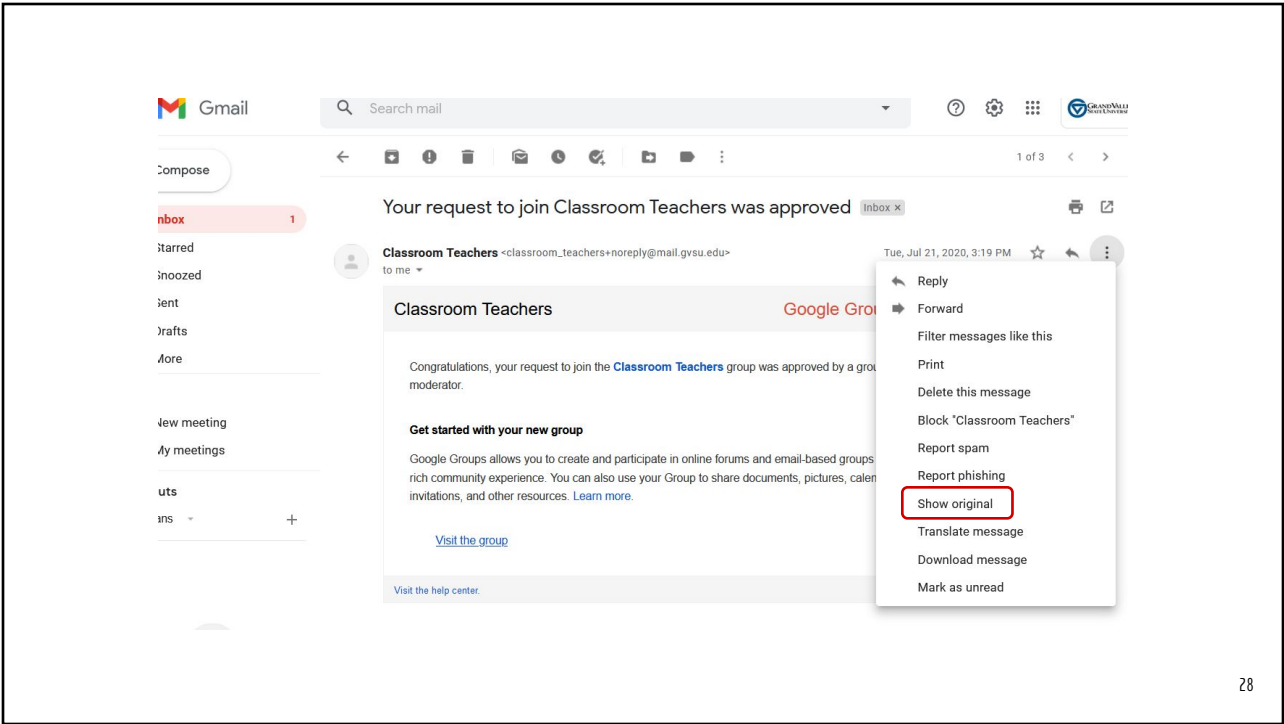 Gmail
Search mail
GRANDVALL
STATE UNIVERSI
Compose
1 of 3
Your request to join Classroom Teachers was approved Inbox ×
nbox 1
Starred
Snoozed
Sent
Drafts
More
Classroom Teachers <classroom_teachers+noreply@mail.gvsu.edu>
Tue, Jul 21, 2020, 3:19 PM
to me
Classroom Teachers
Google Grou
Congratulations, your request to join the Classroom Teachers group was approved by a grou
moderator.
Get started with your new group
Google Groups allows you to create and participate in online forums and email-based groups
rich community experience. You can also use your Group to share documents, pictures, calen
invitations, and other resources. Learn more.
Visit the group
Visit the help center.
Reply
Forward
Filter messages like this
Print
Delete this message
Block "Classroom Teachers"
Report spam
Report phishing
Show original
Translate message
Download message
Mark as unread
New meeting
My meetings
uts
ans
28